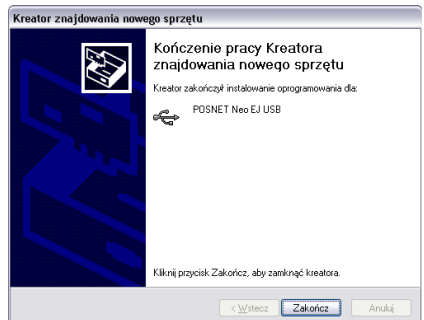 Kreator znajdowania nowego sprzętu
Kończenie pracy Kreatora
znajdowania nowego sprzętu
Kreator zakończył instalowanie oprogramowania dla:
POSNET Neo EJ USB
Kliknij przycisk Zakończ, aby zamknąć kreatora.
< Wstecz Zakończ Anuluj